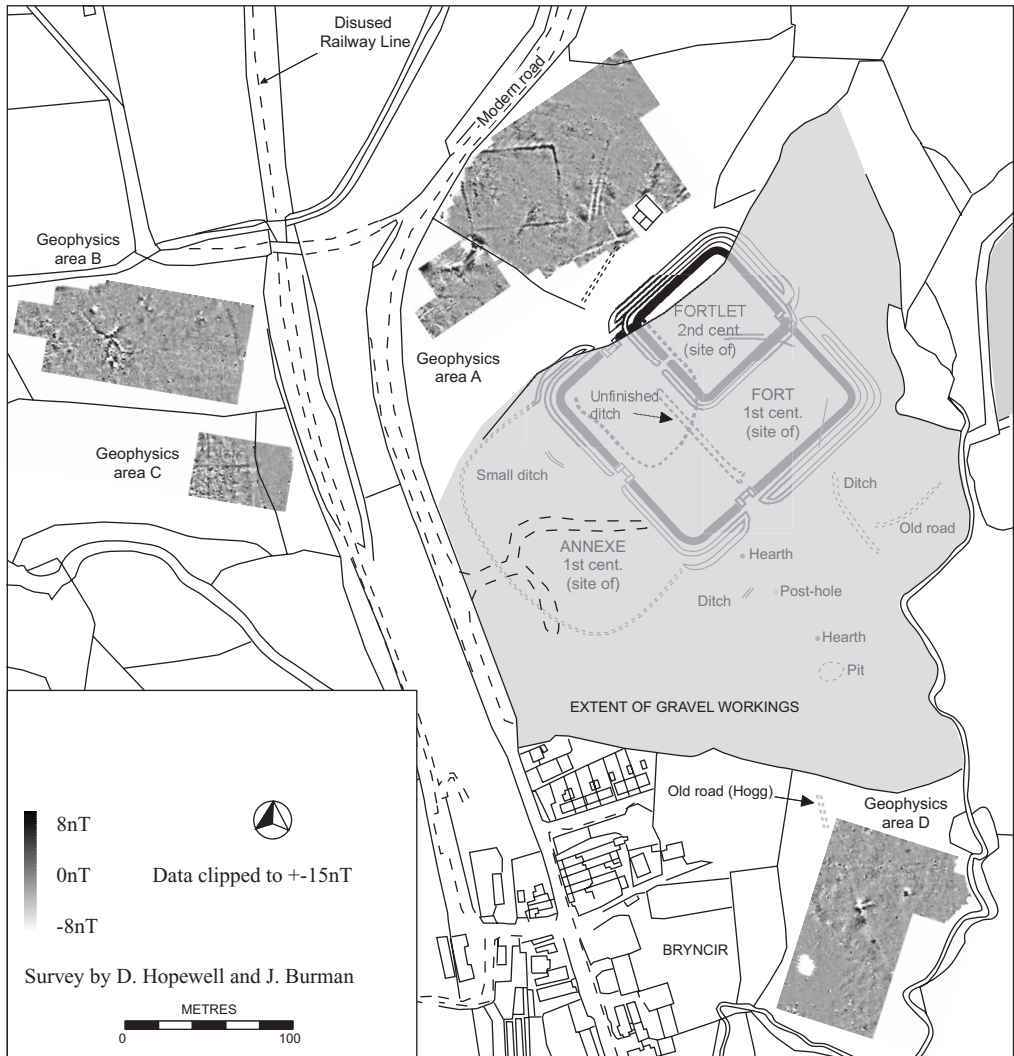 Disused
Railway Line
Modern road
Geophysics
area B
Geophysics
area A
FORTLET
2nd cent
(site of)
Unfinished
ditch
FORT
1st cent.
(site of)
Geophysics
area C
Small ditch
Ditch
Old road
ANNEXE
1st cent.
(site of)
Hearth
Ditch
Post-hole
Hearth
Pit
EXTENT OF GRAVEL WORKINGS
Old road (Hogg)
Geophysics
area D
8nT
0nT
Data clipped to +-15nT
-8nT
BRYNCIR
Survey by D. Hopewell and J. Burman
METRES
0
100